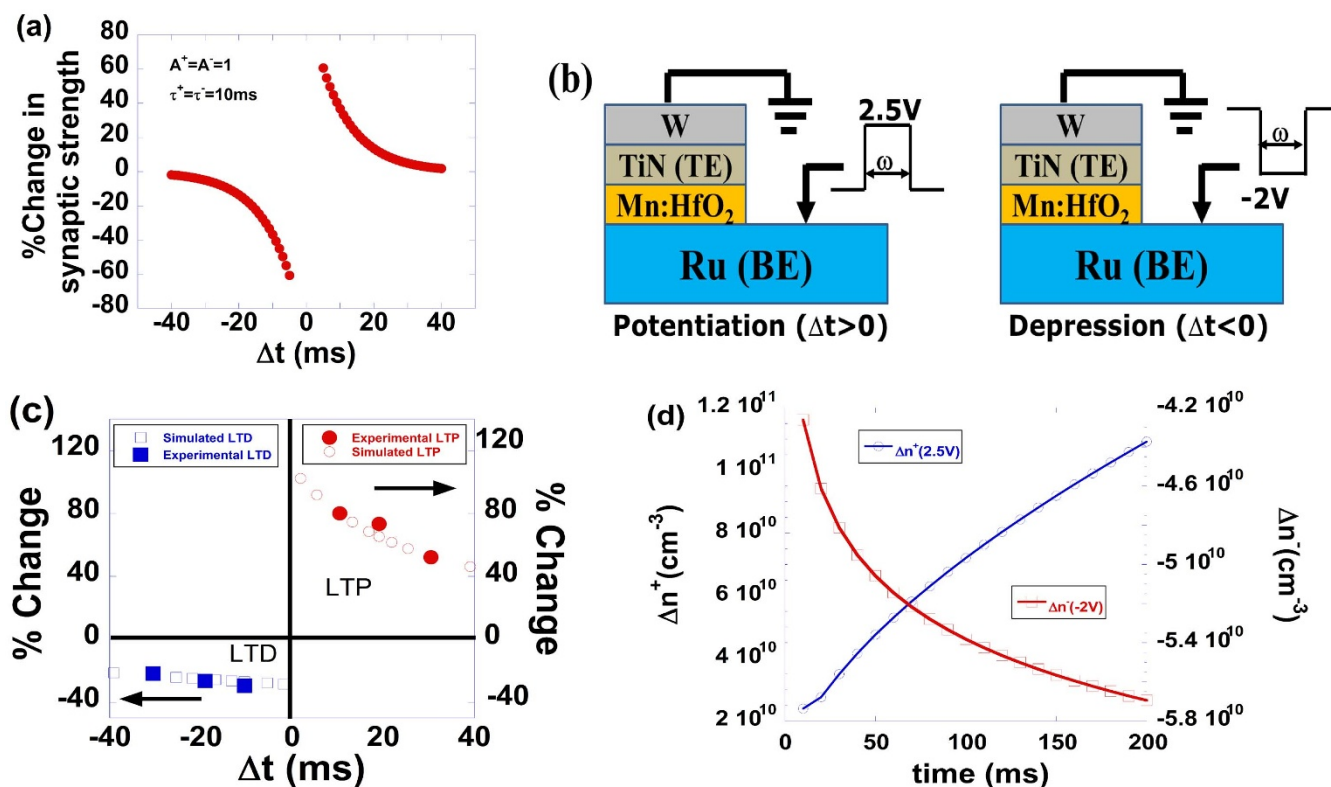 (a)
A⁺=A⁻=1
τ⁺=τ⁻=10ms
%Change in
synaptic strength
80
60
40
20
0
-20
-40
-60
-80
-40
-20
0
20
40
Δt (ms)
(b)
W
TiN (TE)
Mn:HfO₂
Ru (BE)
2.5V
ω
Potentiation (Δt>0)
W
TiN (TE)
Mn:HfO₂
Ru (BE)
ω
-2V
Depression (Δt<0)
(c)
Simulated LTD
Experimental LTD
Experimental LTP
Simulated LTP
% Change
120
80
40
0
-40
LTP
LTD
120
80
40
0
-40
% Change
-40
-20
0
20
40
Δt (ms)
(d)
Δn⁺(cm⁻³)
1.2 10¹¹
1 10¹¹
8 10¹⁰
6 10¹⁰
4 10¹⁰
2 10¹⁰
Δn⁺(2.5V)
Δn⁻(-2V)
-4.2 10¹⁰
-4.6 10¹⁰
-5 10¹⁰
-5.4 10¹⁰
-5.8 10¹⁰
Δn⁻
(cm⁻³)
0
50
100
150
200
time (ms)